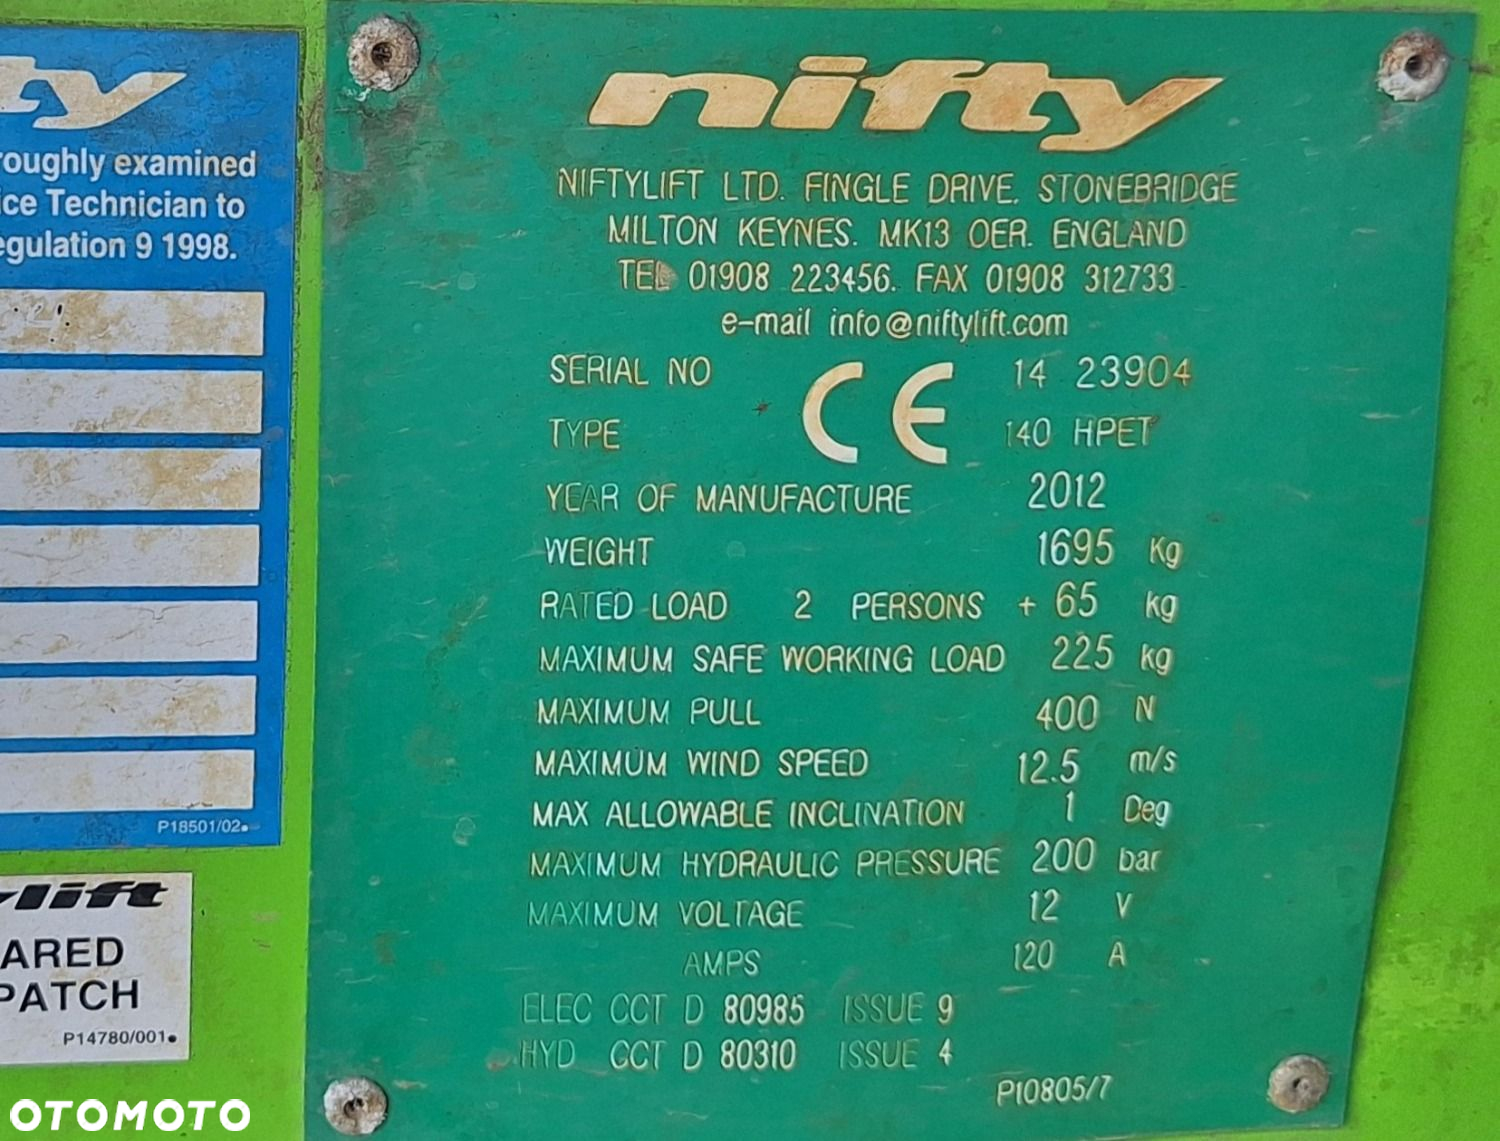 ty
roughly examined
ice Technician to
egulation 9 1998.
P18501/02
ylift
ARED
PATCH
P14780/001
OTOMOTO
nifty
NIFTYLIFT LTD. FINGLE DRIVE. STONEBRIDGE
MILTON KEYNES. MK13 OER. ENGLAND
TEL 01908 223456. FAX 01908 312733
e-mail info@niftylift.com
SERIAL NO CE 14 23904
TYPE 140 HPET
YEAR OF MANUFACTURE 2012
WEIGHT 1695 Kg
RATED LOAD 2 PERSONS + 65 kg
MAXIMUM SAFE WORKING LOAD 225 kg
MAXIMUM PULL 400 N
MAXIMUM WIND SPEED 12.5 m/s
MAX ALLOWABLE INCLINATION 1 Deg
MAXIMUM HYDRAULIC PRESSURE 200 bar
MAXIMUM VOLTAGE 12 V
AMPS 120 A
ELEC CCT D 80985 ISSUE 9
HYD CCT D 80310 ISSUE 4
P10805/7